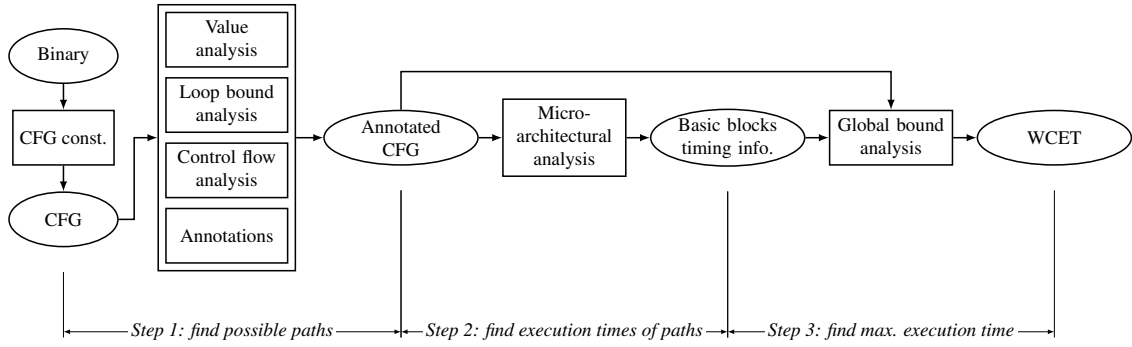 Binary
CFG const.
CFG
Value
analysis
Loop bound
analysis
Control flow
analysis
Annotations
Annotated
CFG
Micro-
architectural
analysis
Basic blocks
timing info.
Global bound
analysis
WCET
Step 1: find possible paths
Step 2: find execution times of paths
Step 3: find max. execution time